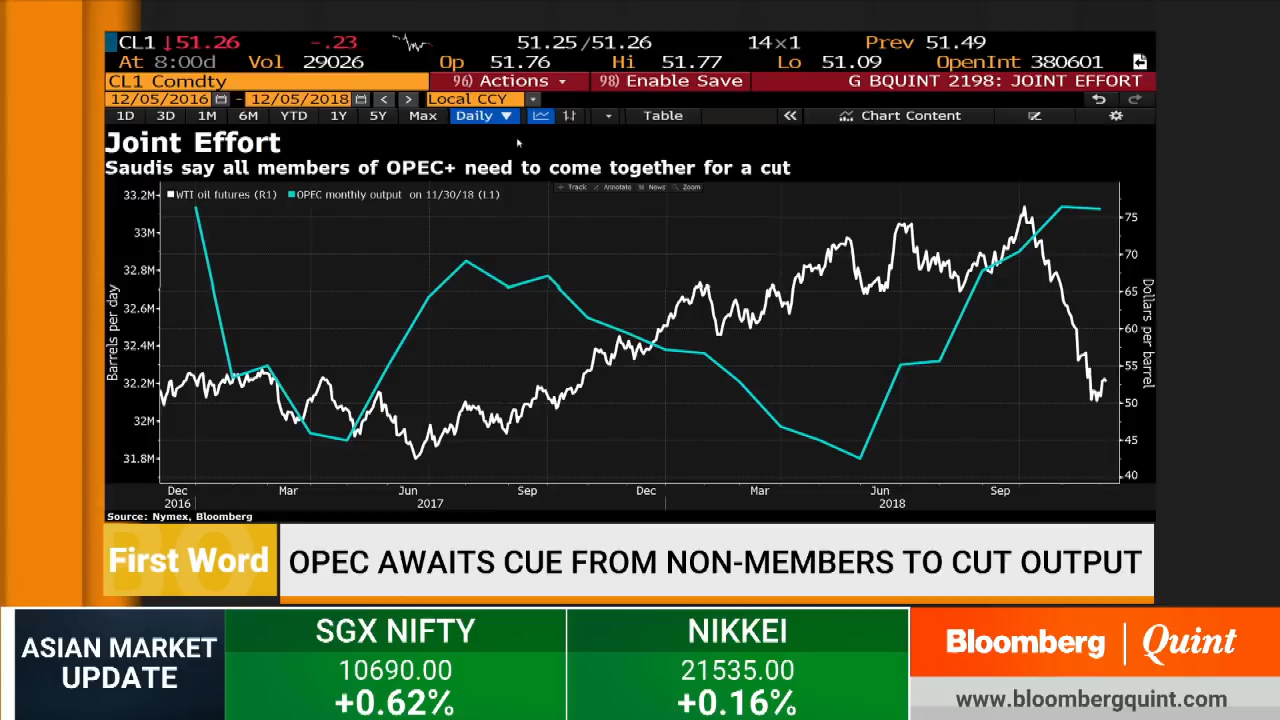 CL1 ↓51.26 -.23 51.25/51.26 14×1 Prev 51.49
At 8:00d Vol 29026 Op 51.76 Hi 51.77 Lo 51.09 OpenInt 380601
CL1 Comdty 96) Actions 98) Enable Save G BQUINT 2198: JOINT EFFORT
12/05/2016 - 12/05/2018 < > Local CCY
1D 3D 1M 6M YTD 1Y 5Y Max Daily ▼ Table « Chart Content
Joint Effort
Saudis say all members of OPEC+ need to come together for a cut
Track Annotate News Zoom
WTI oil futures (R1) OPEC monthly output on 11/30/18 (L1)
33.2M
33M
32.8M
32.6M
32.4M
32.2M
32M
31.8M
Barrels per day
75
70
65
60
55
50
45
40
Dollars per barrel
Dec Mar Jun Sep Dec Mar Jun Sep
2016 2017 2018
Source: Nymex, Bloomberg
First Word
OPEC AWAITS CUE FROM NON-MEMBERS TO CUT OUTPUT
ASIAN MARKET
UPDATE
SGX NIFTY
10690.00
+0.62%
NIKKEI
21535.00
+0.16%
Bloomberg | Quint
www.bloombergquint.com